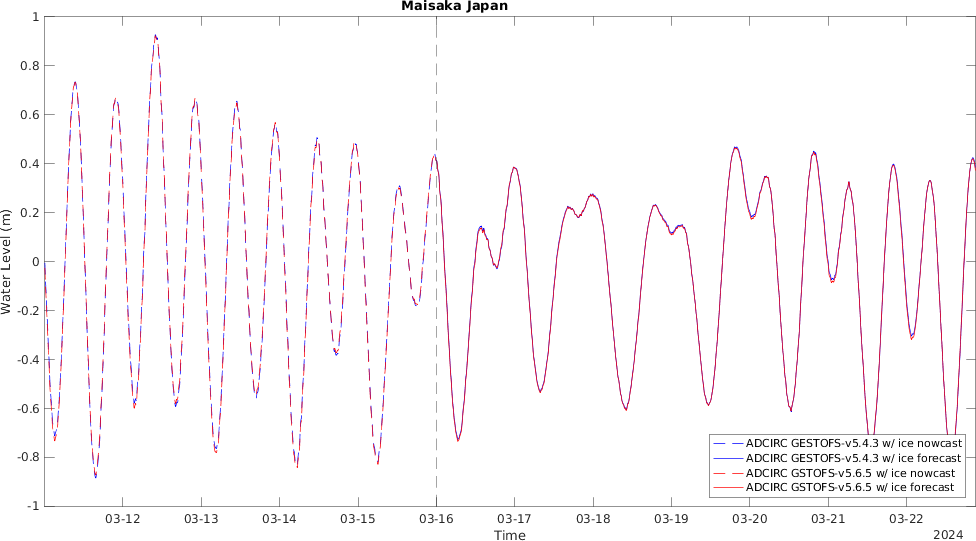 Maisaka Japan
1
0.8
0.6
0.4
0.2
0
-0.2
-0.4
-0.6
-0.8
-1
Water Level (m)
ADCIRC GESTOFS-v5.4.3 w/ ice nowcast
ADCIRC GESTOFS-v5.4.3 w/ ice forecast
ADCIRC GSTOFS-v5.6.5 w/ ice nowcast
ADCIRC GSTOFS-v5.6.5 w/ ice forecast
03-12 03-13 03-14 03-15 03-16 03-17 03-18 03-19 03-20 03-21 03-22
Time
2024